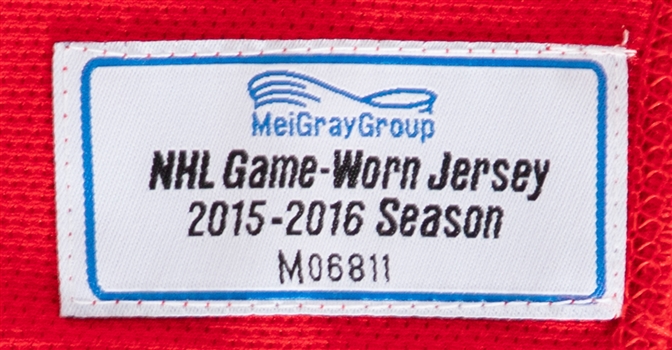 MeiGrayGroup
NHL Game-Worn Jersey
2015-2016 Season
M06811